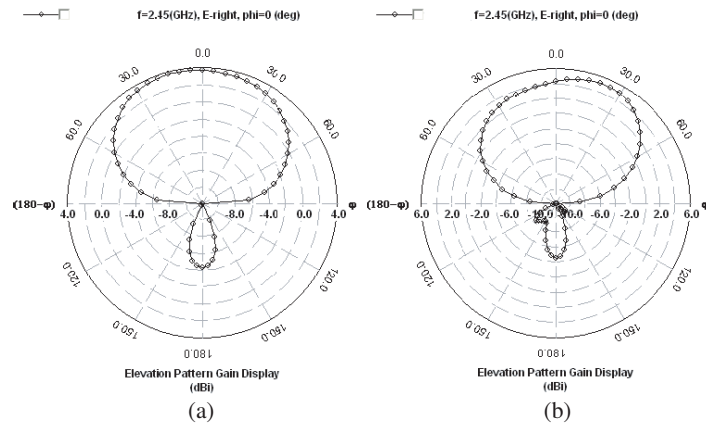 f=2.45(GHz), E-right, phi=0 (deg)
0.0
30.0
30.0
60.0
60.0
(180-φ)
φ
4.0 0.0 -4.0 -8.0 -8.0 -4.0 0.0 4.0
120.0
120.0
150.0
150.0
180.0
Elevation Pattern Gain Display
(dBi)
(a)
f=2.45(GHz), E-right, phi=0 (deg)
0.0
30.0
30.0
60.0
60.0
(180-φ)
φ
6.0 2.0 -2.0 -6.0 -10.0 -6.0 -2.0 2.0 6.0
120.0
120.0
150.0
150.0
180.0
Elevation Pattern Gain Display
(dBi)
(b)